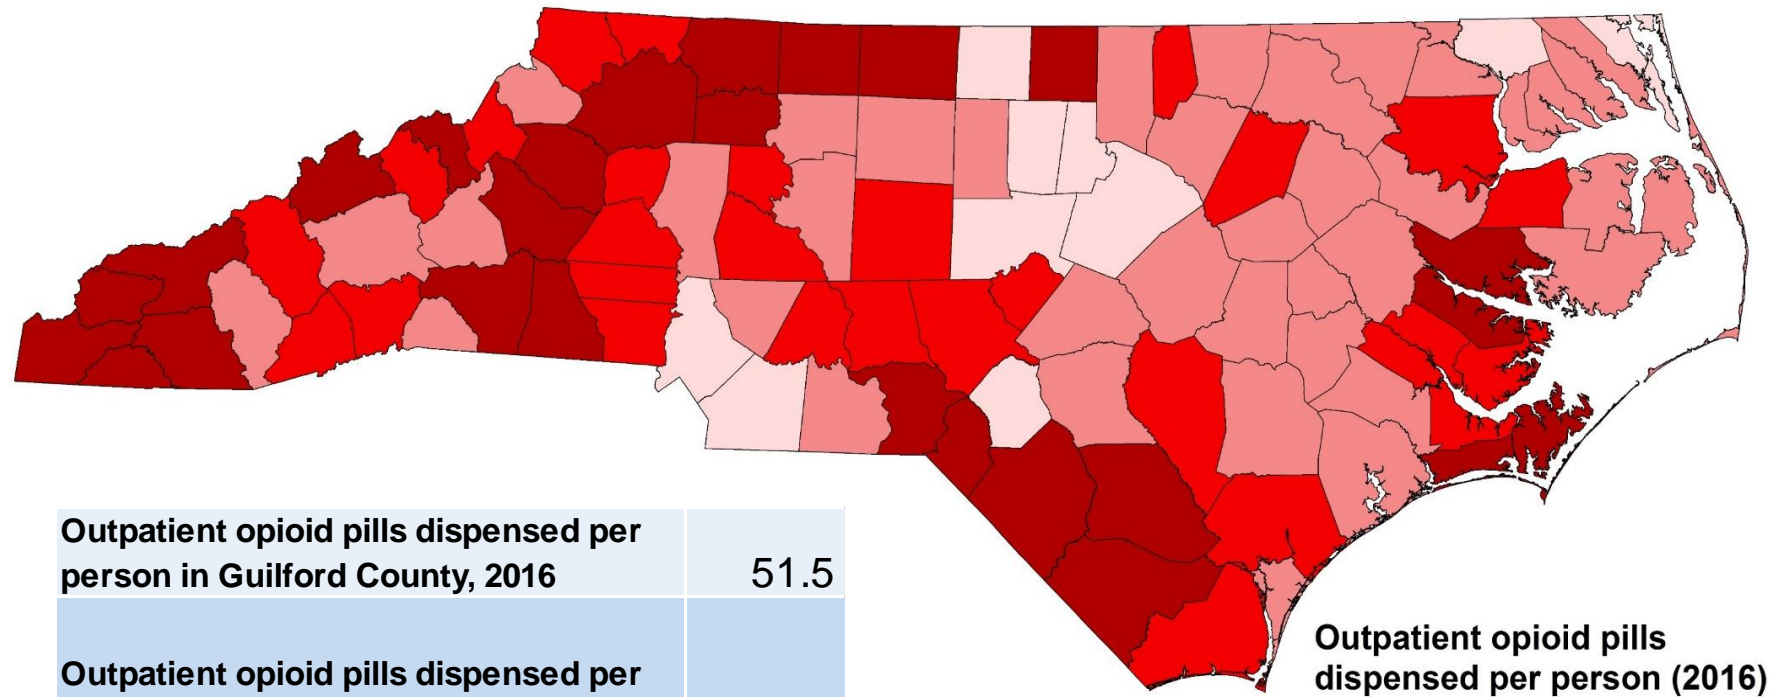 Outpatient opioid pills dispensed per
person in Guilford County, 2016
51.5
Outpatient opioid pills dispensed per
Outpatient opioid pills
dispensed per person (2016)